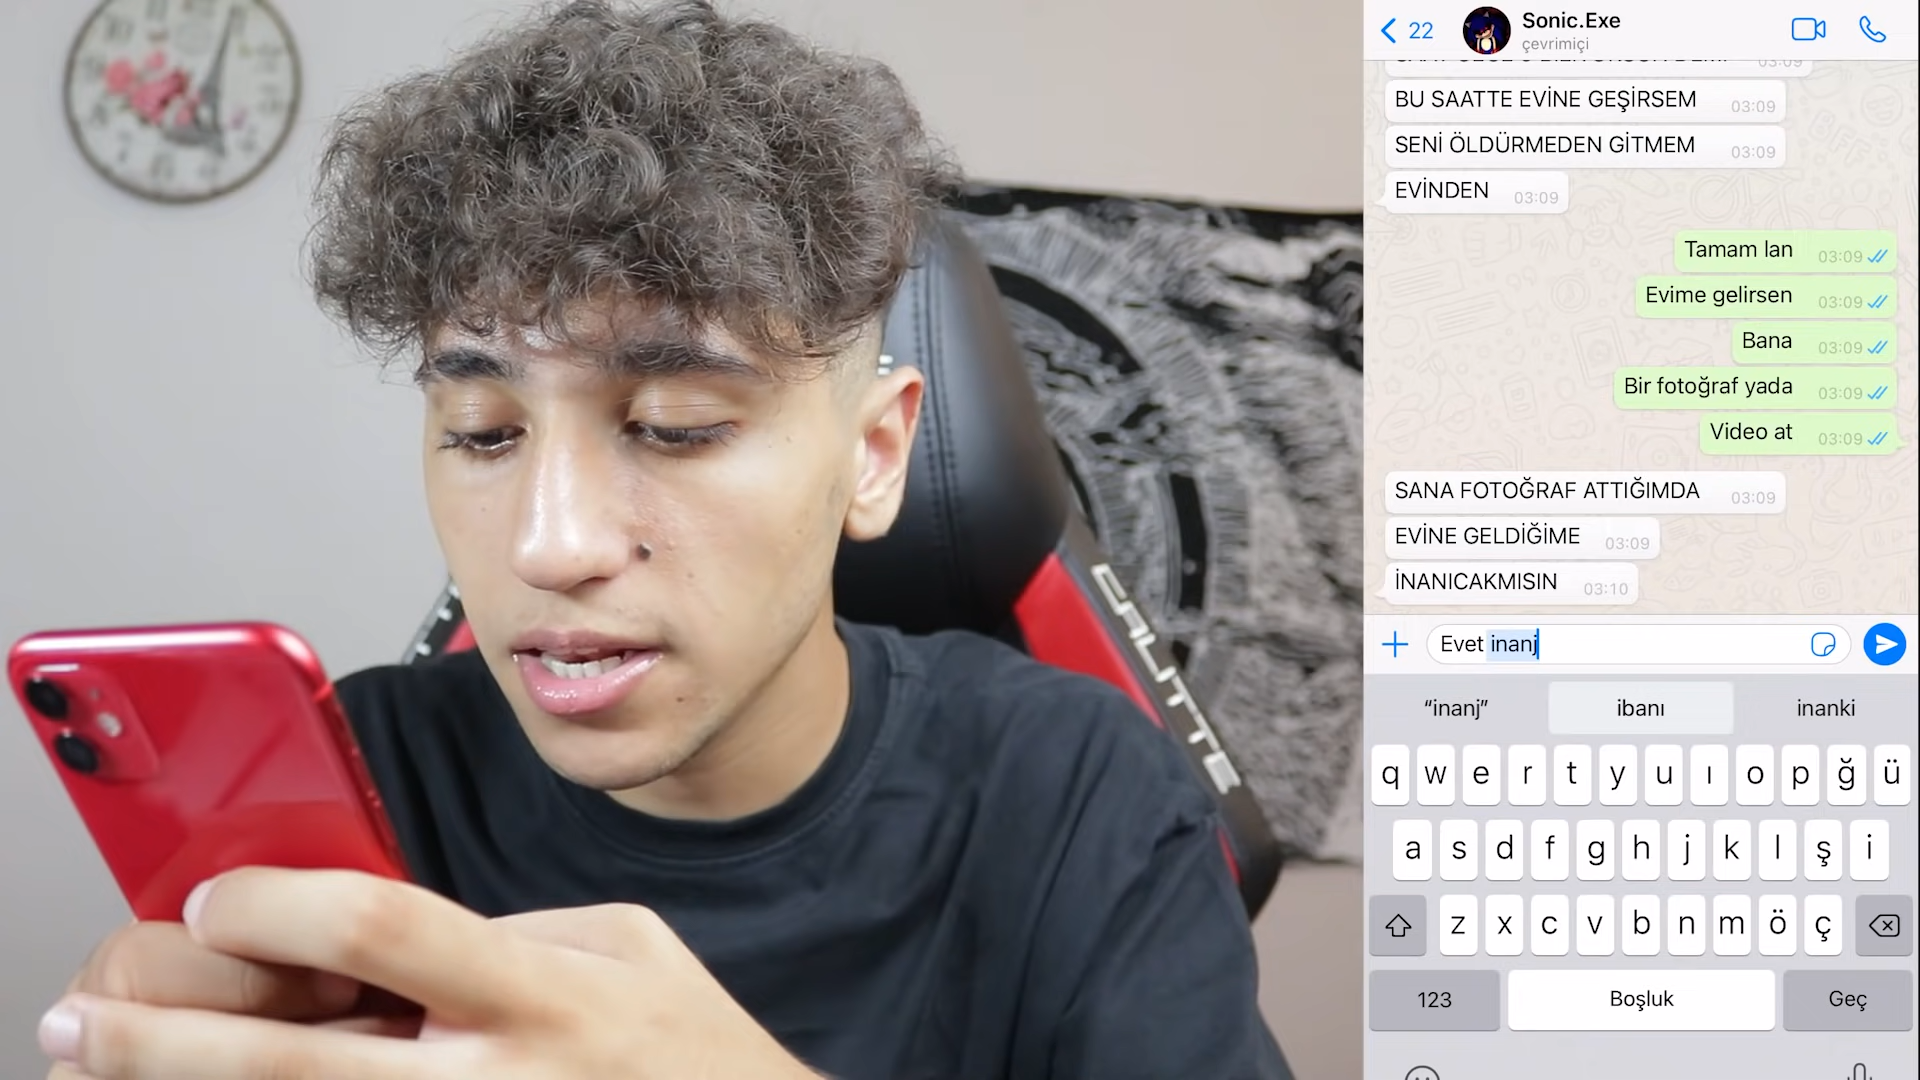 22
Sonic.Exe
çevrimiçi
03:09
BU SAATTE EVİNE GEŞİRSEM 03:09
SENİ ÖLDÜRMEDEN GİTMEM 03:09
EVİNDEN 03:09
Tamam lan 03:09
Evime gelirsen 03:09
Bana 03:09
Bir fotoğraf yada 03:09
Video at 03:09
SANA FOTOĞRAF ATTIĞIMDA 03:09
EVİNE GELDİĞİME 03:09
İNANICAKMISIN 03:10
Evet inanj
“inanj” ibanı inanki
q w e r t y u ı o p ğ ü
a s d f g h j k l ş i
z x c v b n m ö ç
123 Boşluk Geç